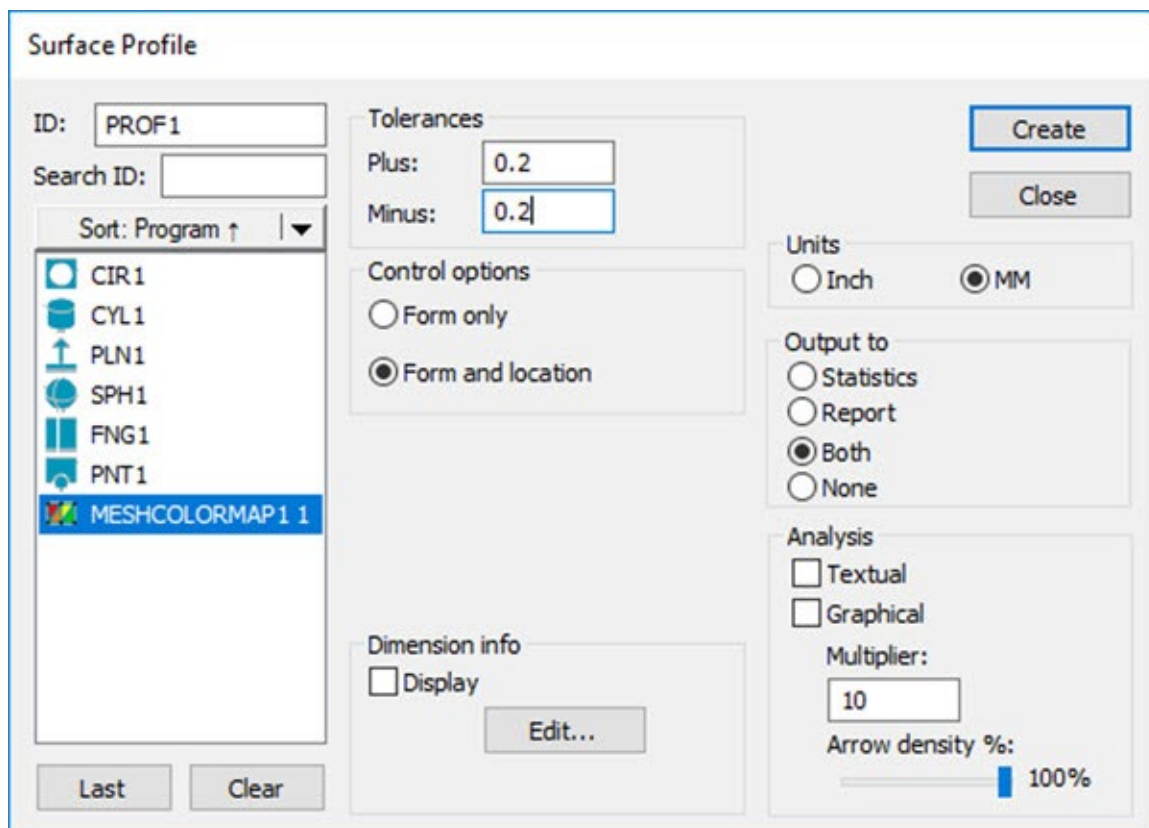 Surface Profile
ID: PROF1
Search ID:
Sort: Program ↑
CIR1
CYL1
PLN1
SPH1
FNG1
PNT1
MESHCOLORMAP1 1
Last Clear
Tolerances
Plus: 0.2
Minus: 0.2
Control options
Form only
Form and location
Dimension info
Display
Edit...
Create
Close
Units
Inch MM
Output to
Statistics
Report
Both
None
Analysis
Textual
Graphical
Multiplier:
10
Arrow density %:
100%